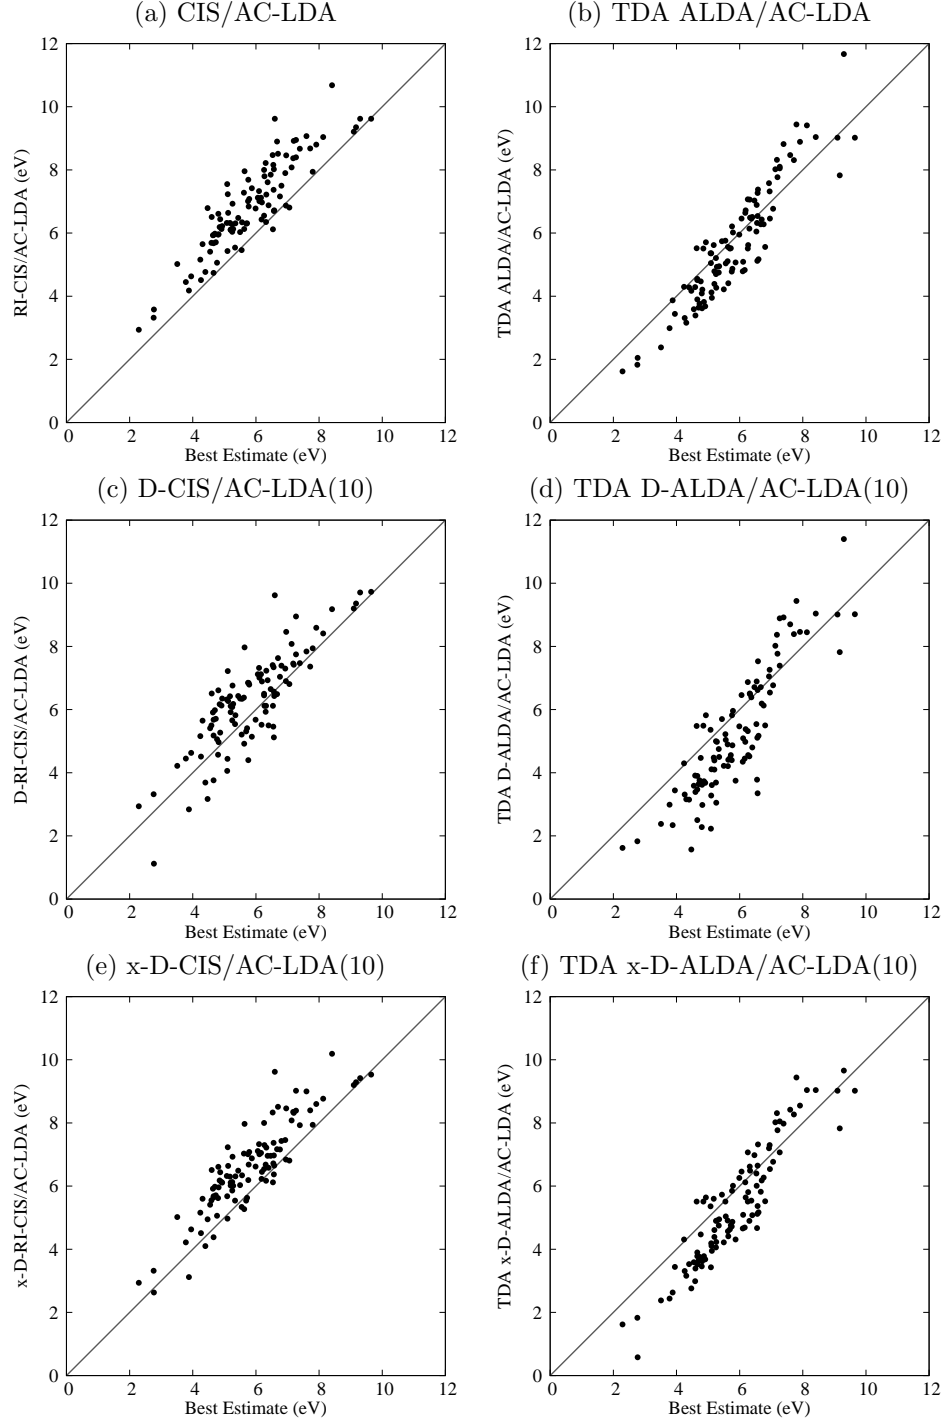 (a) CIS/AC-LDA
RI-CIS/AC-LDA (eV)
12
10
8
6
4
2
0
0 2 4 6 8 10 12
Best Estimate (eV)
(b) TDA ALDA/AC-LDA
TDA ALDA/AC-LDA (eV)
12
10
8
6
4
2
0
0 2 4 6 8 10 12
Best Estimate (eV)
(c) D-CIS/AC-LDA(10)
D-RI-CIS/AC-LDA (eV)
12
10
8
6
4
2
0
0 2 4 6 8 10 12
Best Estimate (eV)
(d) TDA D-ALDA/AC-LDA(10)
TDA D-ALDA/AC-LDA (eV)
12
10
8
6
4
2
0
0 2 4 6 8 10 12
Best Estimate (eV)
(e) x-D-CIS/AC-LDA(10)
x-D-RI-CIS/AC-LDA (eV)
12
10
8
6
4
2
0
0 2 4 6 8 10 12
Best Estimate (eV)
(f) TDA x-D-ALDA/AC-LDA(10)
TDA x-D-ALDA/AC-LDA (eV)
12
10
8
6
4
2
0
0 2 4 6 8 10 12
Best Estimate (eV)